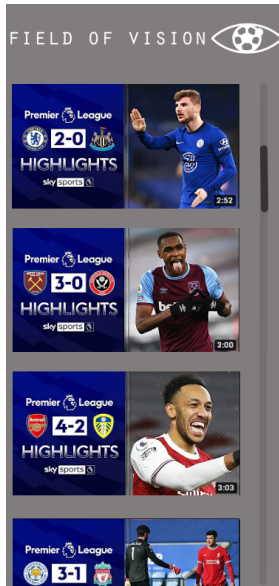 FIELD OF VISION
Premier League
2-0
HIGHLIGHTS
sky sports
2:52
Premier League
3-0
HIGHLIGHTS
sky sports
3:00
Premier League
4-2
HIGHLIGHTS
sky sports
3:03
Premier League
3-1